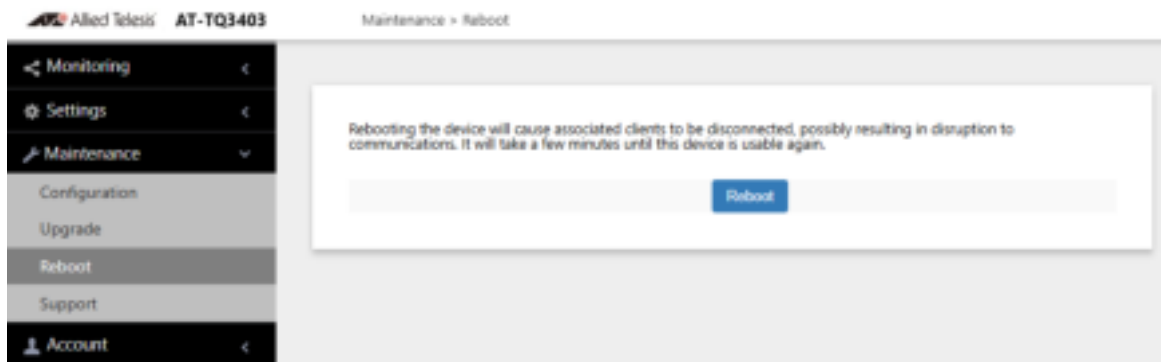 Allied Telesis AT-TQ3403
Maintenance > Reboot
Monitoring
Settings
Maintenance
Configuration
Upgrade
Reboot
Support
Account
Rebooting the device will cause associated clients to be disconnected, possibly resulting in disruption to
communications. It will take a few minutes until this device is usable again.
Reboot